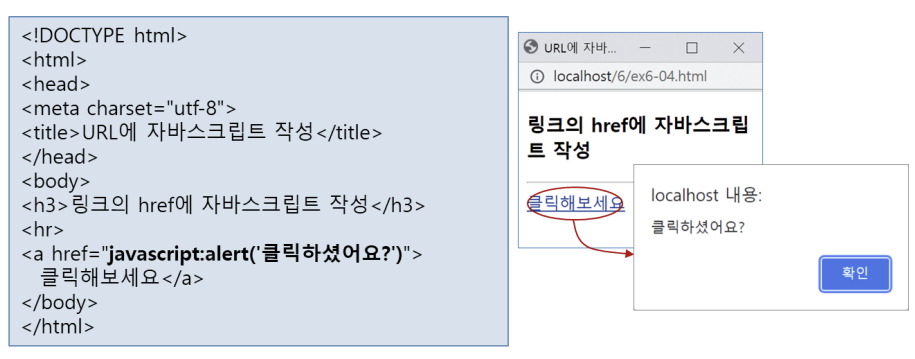 <!DOCTYPE html>
<html>
<head>
<meta charset="utf-8">
<title>URL에 자바스크립트 작성</title>
</head>
<body>
<h3>링크의 href에 자바스크립트 작성</h3>
<hr>
<a href="javascript:alert('클릭하셨어요?')">
클릭해보세요</a>
</body>
</html>
URL에 자바...
localhost/6/ex6-04.html
링크의 href에 자바스크립
트 작성
클릭해보세요
localhost 내용:
클릭하셨어요?
확인